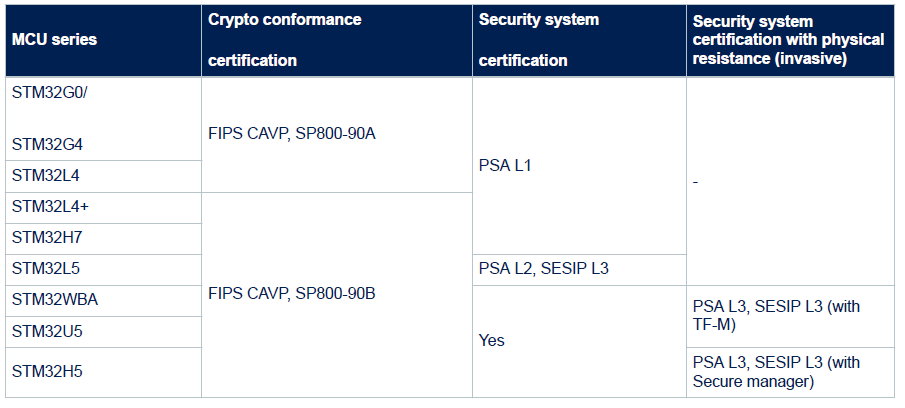 MCU series
Crypto conformance
certification
Security system
certification
Security system
certification with physical
resistance (invasive)
STM32G0/
STM32G4
FIPS CAVP, SP800-90A
PSA L1
-
STM32L4
STM32L4+
FIPS CAVP, SP800-90B
STM32H7
STM32L5
PSA L2, SESIP L3
STM32WBA
Yes
PSA L3, SESIP L3 (with
TF-M)
STM32U5
STM32H5
PSA L3, SESIP L3 (with
Secure manager)